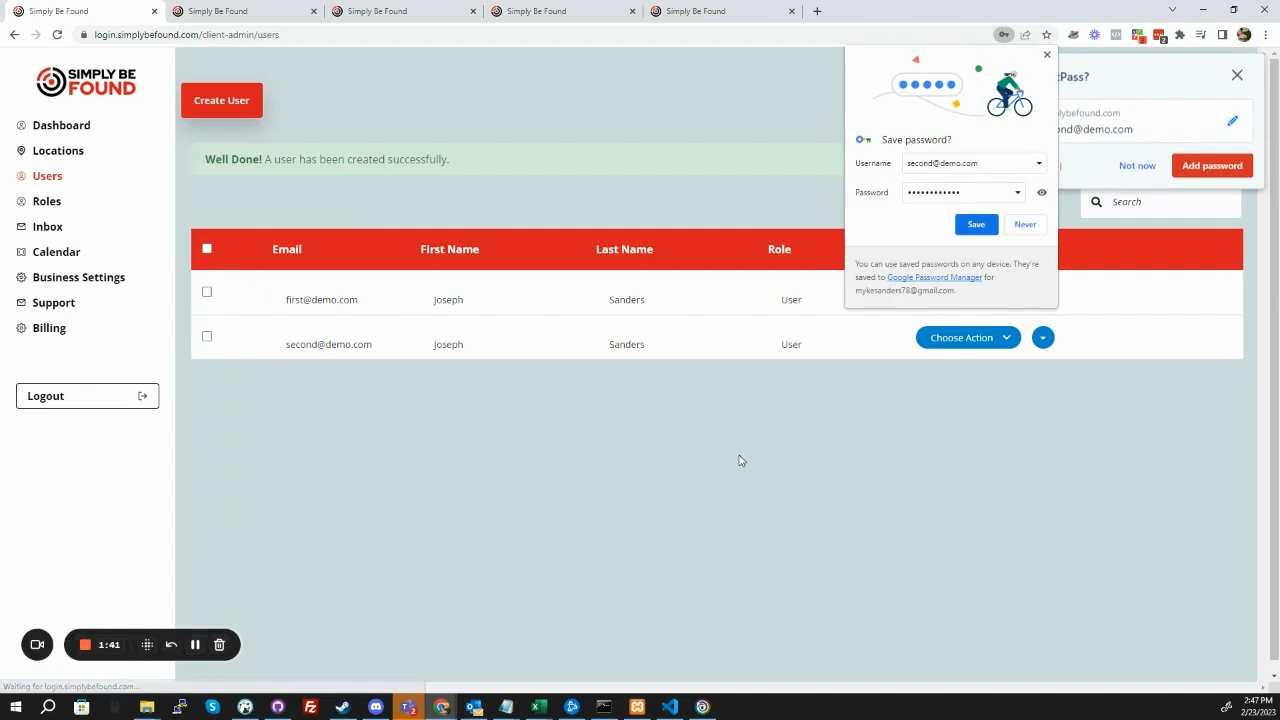 Simply Be Found
Simply Be Found
Simply Be Found
Simply Be Found
Simply Be Found
login.simplybefound.com/client-admin/users
SIMPLY BE
FOUND
Dashboard
Locations
Users
Roles
Inbox
Calendar
Business Settings
Support
Billing
Logout
Create User
Well Done! A user has been created successfully.
Search
Email First Name Last Name Role
first@demo.com Joseph Sanders User
second@demo.com Joseph Sanders User Choose Action
Save password?
Username second@demo.com
Password ••••••••••••
Save Never
You can use saved passwords on any device. They're
saved to Google Password Manager for
mykesanders78@gmail.com.
Pass?
lybefound.com
ond@demo.com
Not now Add password
1:41
Waiting for login.simplybefound.com...
2:47 PM
2/23/2023